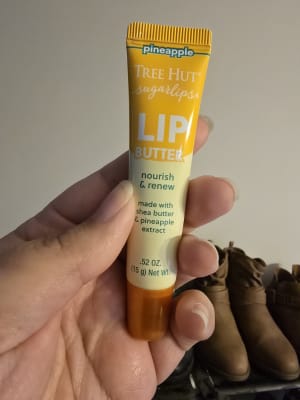 pineapple
TREE HUT
sugarlips
LIP
BUTTER
nourish
& renew
made with
shea butter
& pineapple
extract
.52 OZ.
(15 g) Net Wt.